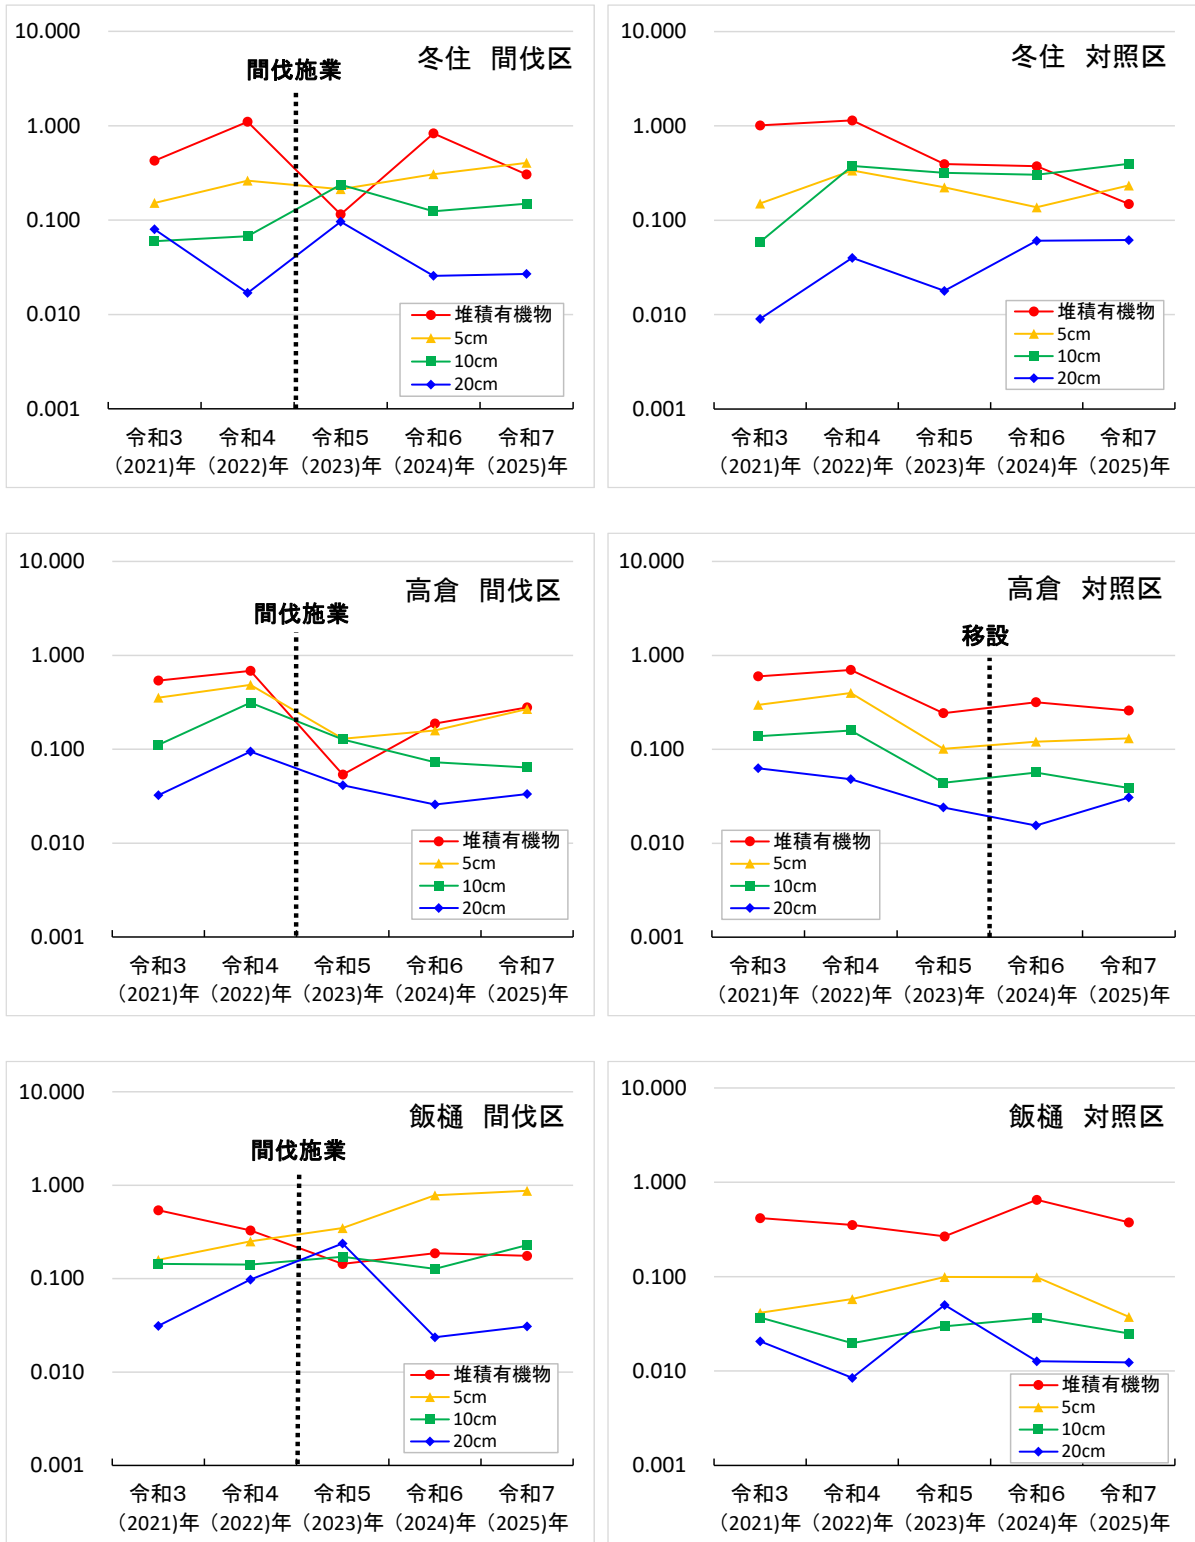 冬住　間伐区
間伐施業
10.000
1.000
0.100
0.010
0.001
堆積有機物
5cm
10cm
20cm
令和3 令和4 令和5 令和6 令和7
（2021)年 （2022)年 （2023)年 （2024)年 （2025)年
冬住　対照区
10.000
1.000
0.100
0.010
0.001
堆積有機物
5cm
10cm
20cm
令和3 令和4 令和5 令和6 令和7
（2021)年 （2022)年 （2023)年 （2024)年 （2025)年
高倉　間伐区
間伐施業
10.000
1.000
0.100
0.010
0.001
堆積有機物
5cm
10cm
20cm
令和3 令和4 令和5 令和6 令和7
（2021)年 （2022)年 （2023)年 （2024)年 （2025)年
高倉　対照区
移設
10.000
1.000
0.100
0.010
0.001
堆積有機物
5cm
10cm
20cm
令和3 令和4 令和5 令和6 令和7
（2021)年 （2022)年 （2023)年 （2024)年 （2025)年
飯樋　間伐区
間伐施業
10.000
1.000
0.100
0.010
0.001
堆積有機物
5cm
10cm
20cm
令和3 令和4 令和5 令和6 令和7
（2021)年 （2022)年 （2023)年 （2024)年 （2025)年
飯樋　対照区
10.000
1.000
0.100
0.010
0.001
堆積有機物
5cm
10cm
20cm
令和3 令和4 令和5 令和6 令和7
（2021)年 （2022)年 （2023)年 （2024)年 （2025)年